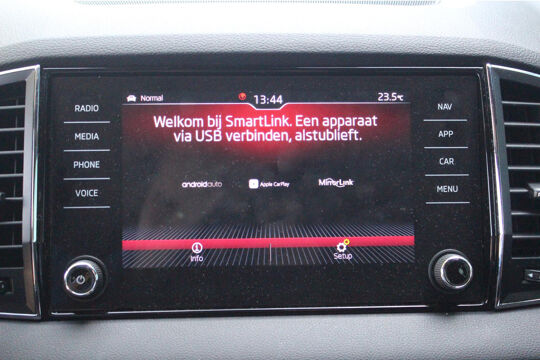 Normal 13:44 23.5°C
RADIO
MEDIA
PHONE
VOICE
Welkom bij SmartLink. Een apparaat
via USB verbinden, alstublieft.
androidauto Apple CarPlay MirrorLink
Info Setup
NAV
APP
CAR
MENU